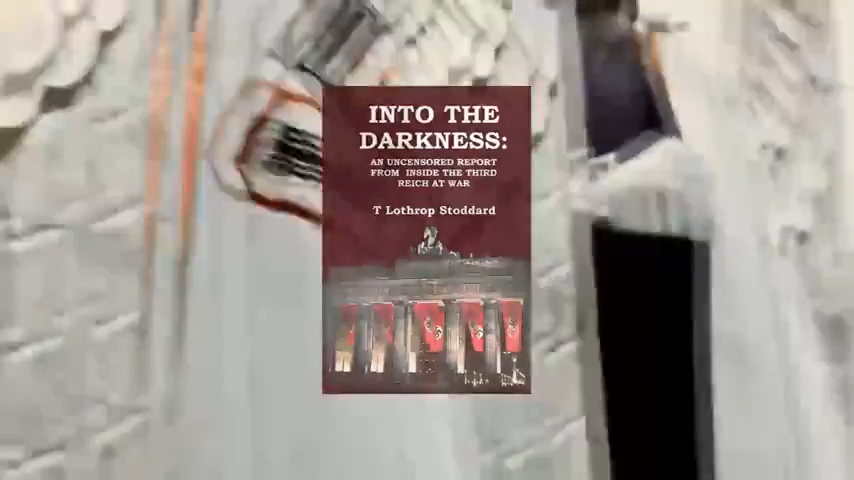 INTO THE
DARKNESS:
AN UNCENSORED REPORT
FROM INSIDE THE THIRD
REICH AT WAR
T Lothrop Stoddard